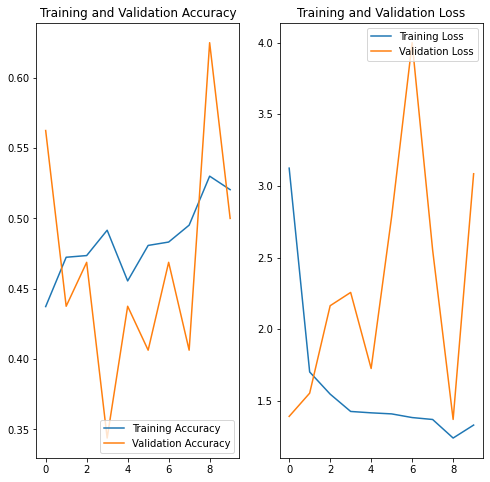 Training and Validation Accuracy
0.60
0.55
0.50
0.45
0.40
0.35
0 2 4 6 8
Training Accuracy
Validation Accuracy
Training and Validation Loss
4.0
3.5
3.0
2.5
2.0
1.5
0 2 4 6 8
Training Loss
Validation Loss